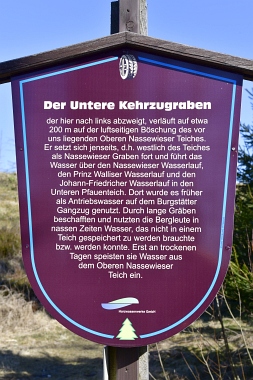 Der Untere Kehrzugraben
der hier nach links abzweigt, verläuft auf etwa
200 m auf der luftseitigen Böschung des vor
uns liegenden Oberen Nassewieser Teiches.
Er setzt sich jenseits, d.h. westlich des Teiches
als Nassewieser Graben fort und führt das
Wasser über den Nassewieser Wasserlauf,
den Prinz Walliser Wasserlauf und den
Johann-Friedricher Wasserlauf in den
Unteren Pfauenteich. Dort wurde es früher
als Antriebswasser auf dem Burgstätter
Gangzug genutzt. Durch lange Gräben
beschafften und nutzten die Bergleute in
nassen Zeiten Wasser, das nicht in einem
Teich gespeichert zu werden brauchte
bzw. werden konnte. Erst an trockenen
Tagen speisten sie Wasser aus
dem Oberen Nassewieser
Teich ein.
Harzwasserwerke GmbH